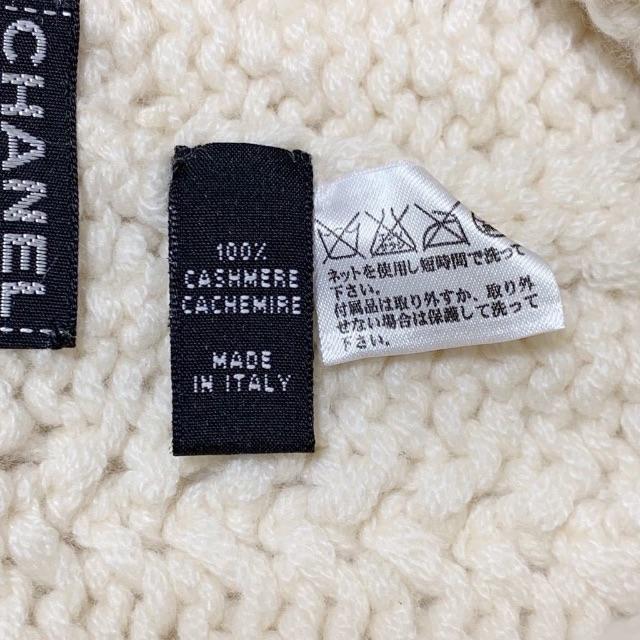 CHANEL
100%
CASHMERE
CACHEMIRE
MADE
IN ITALY
ネットを使用し短時間で洗って
下さい。
付属品は取り外すか、取り外
せない場合は保護して洗って
下さい。